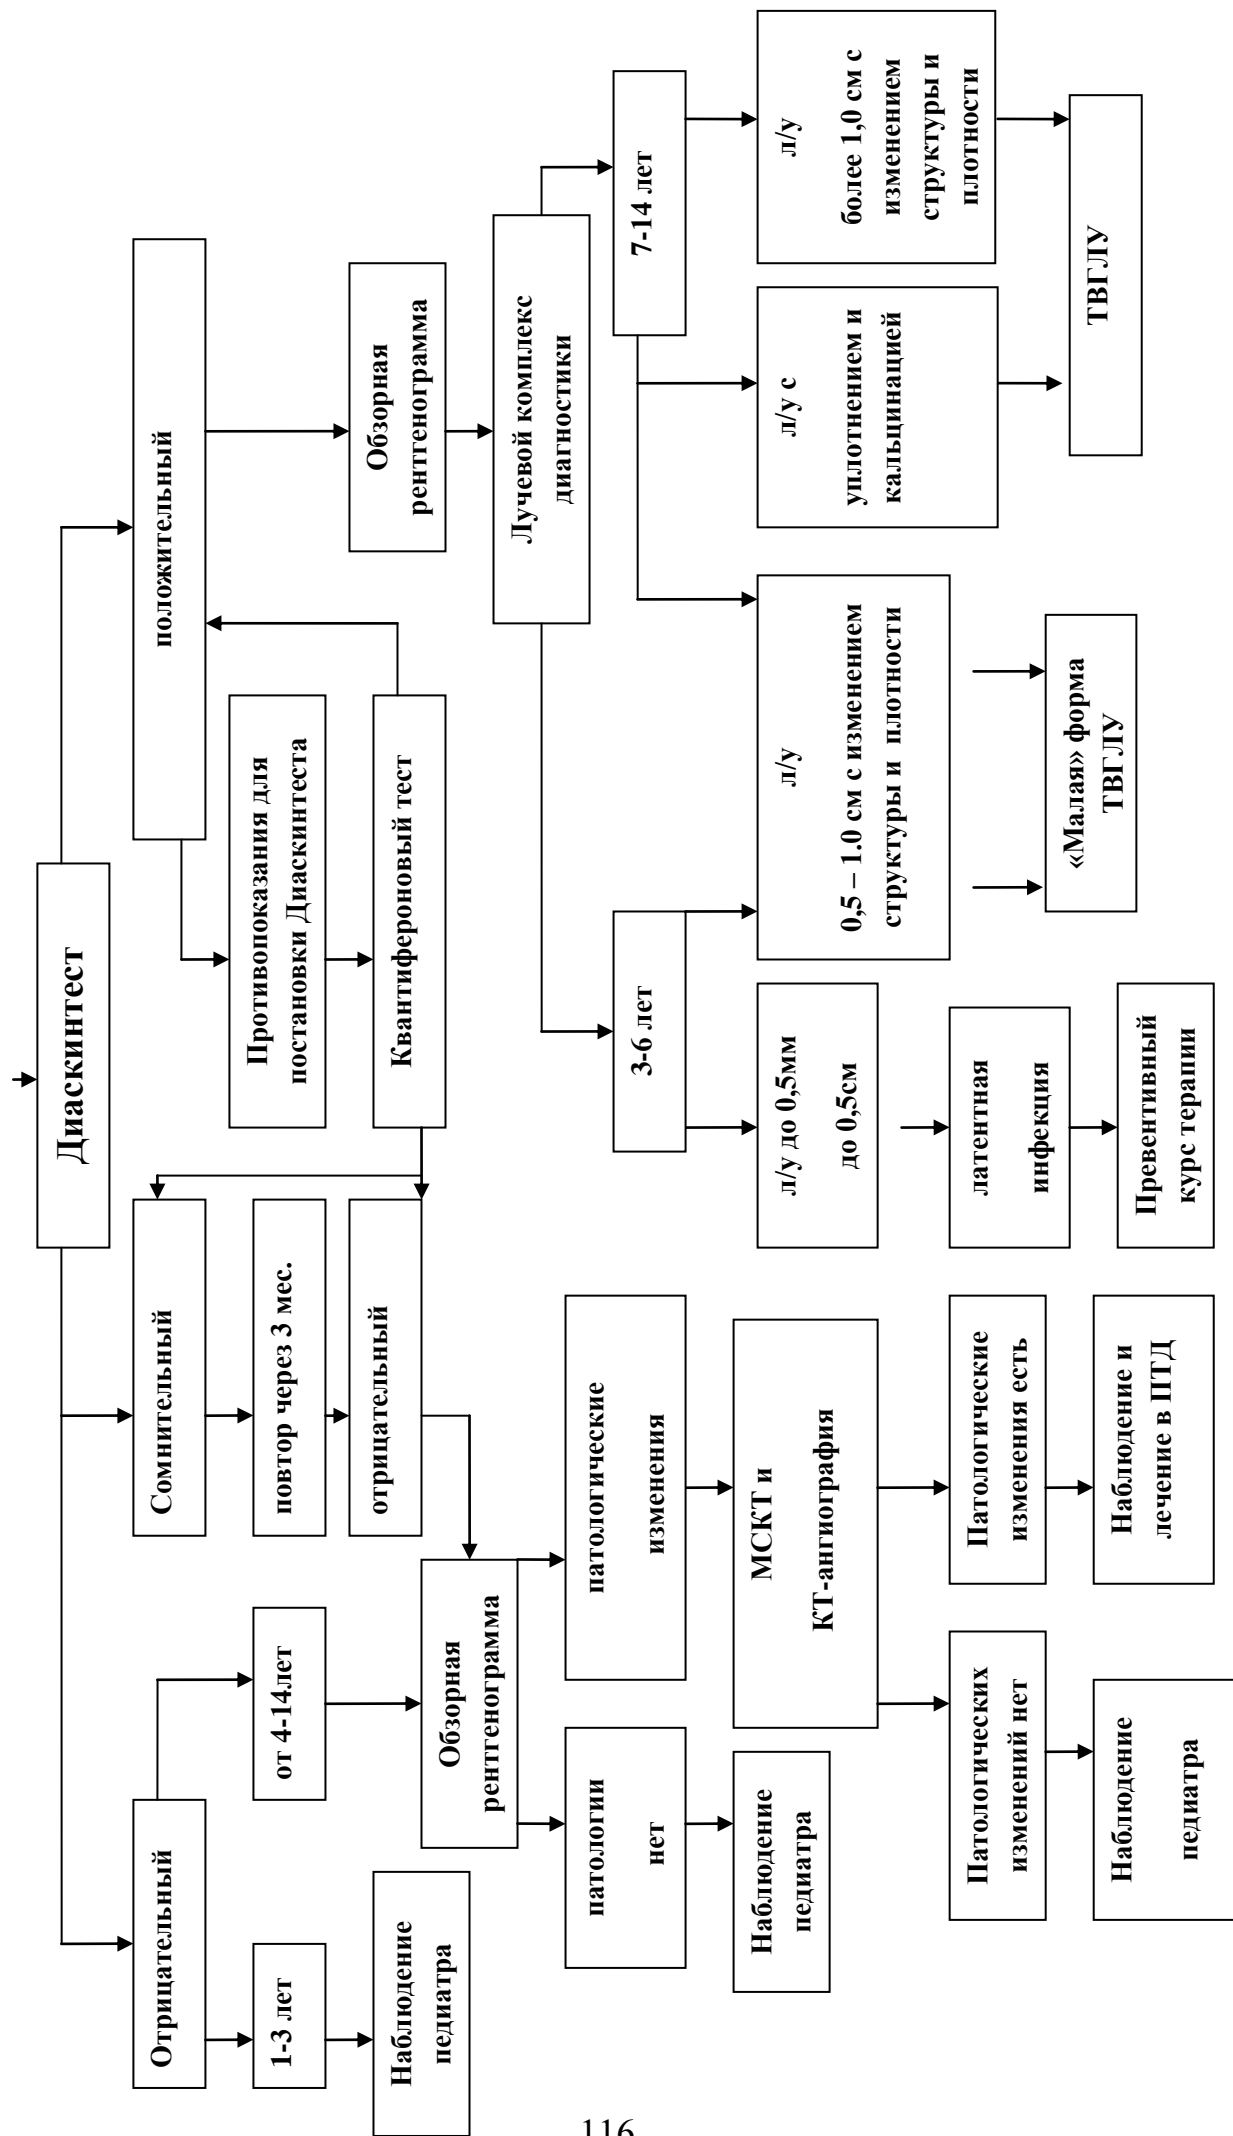 Диаскинтест
Отрицательный
Сомнительный
положительный
1-3 лет
от 4-14лет
повтор через 3 мес.
Противопоказания для
постановки Диаскинтеста
Наблюдение
педиатра
отрицательный
Квантифероновый тест
Обзорная
рентгенограмма
Обзорная
рентгенограмма
Лучевой комплекс
диагностики
патологии
нет
патологические
изменения
3-6 лет
7-14 лет
Наблюдение
педиатра
МСКТ и
КТ-ангиография
л/у до 0,5мм
до 0,5см
л/у
0,5 – 1.0 см с изменением
структуры и плотности
л/у с
уплотнением и
кальцинацией
л/у
более 1,0 см с
изменением
структуры и
плотности
Патологических
изменений нет
Патологические
изменения есть
латентная
инфекция
«Малая» форма
ТВГЛУ
ТВГЛУ
Наблюдение
педиатра
Наблюдение и
лечение в ПТД
Превентивный
курс терапии
116